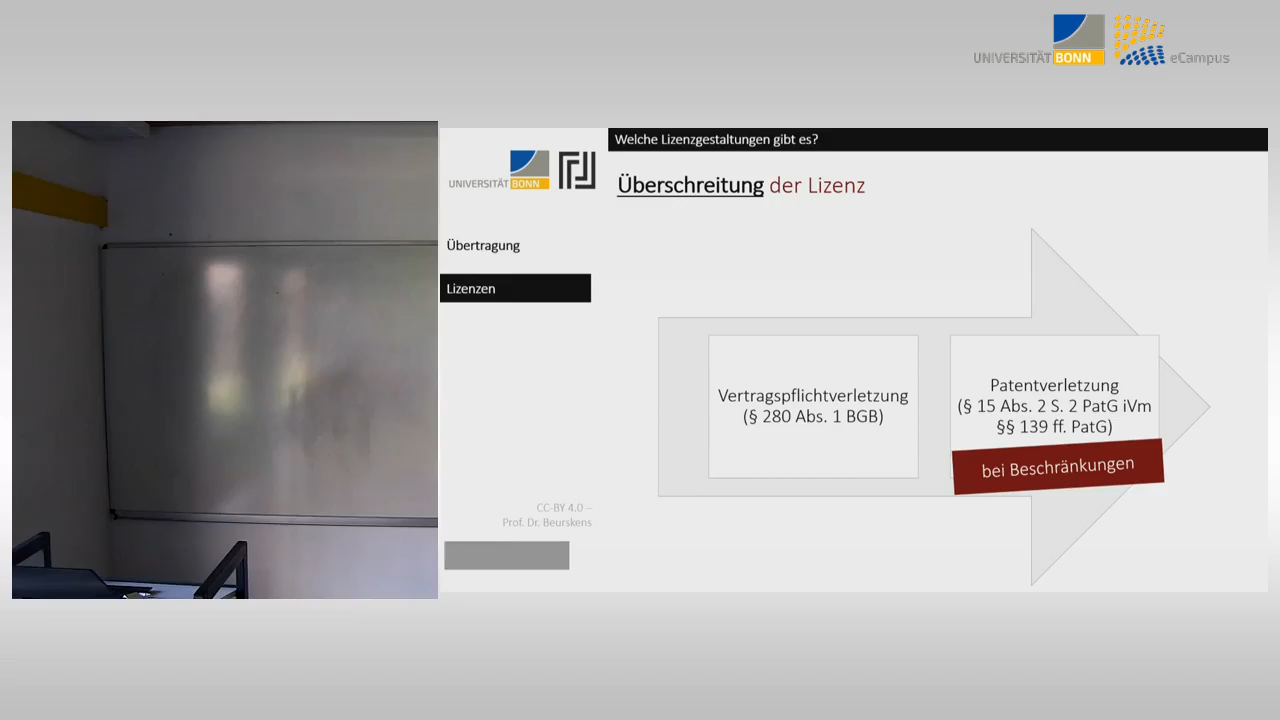 UNIVERSITÄT BONN
eCampus
Welche Lizenzgestaltungen gibt es?
UNIVERSITÄT BONN
Überschreitung der Lizenz
Übertragung
Lizenzen
Vertragspflichtverletzung
(§ 280 Abs. 1 BGB)
Patentverletzung
(§ 15 Abs. 2 S. 2 PatG iVm
§§ 139 ff. PatG)
bei Beschränkungen
CC-BY 4.0 –
Prof. Dr. Beurskens